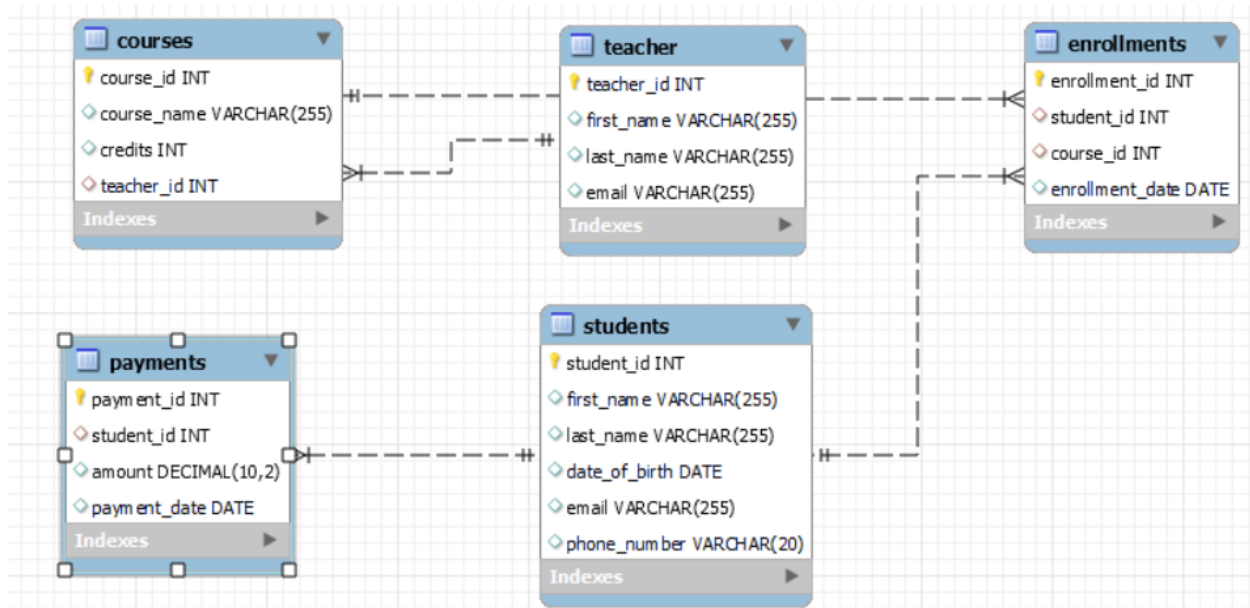 courses
course_id INT
course_name VARCHAR(255)
credits INT
teacher_id INT
Indexes
teacher
teacher_id INT
first_name VARCHAR(255)
last_name VARCHAR(255)
email VARCHAR(255)
Indexes
enrollments
enrollment_id INT
student_id INT
course_id INT
enrollment_date DATE
Indexes
payments
payment_id INT
student_id INT
amount DECIMAL(10,2)
payment_date DATE
Indexes
students
student_id INT
first_name VARCHAR(255)
last_name VARCHAR(255)
date_of_birth DATE
email VARCHAR(255)
phone_number VARCHAR(20)
Indexes